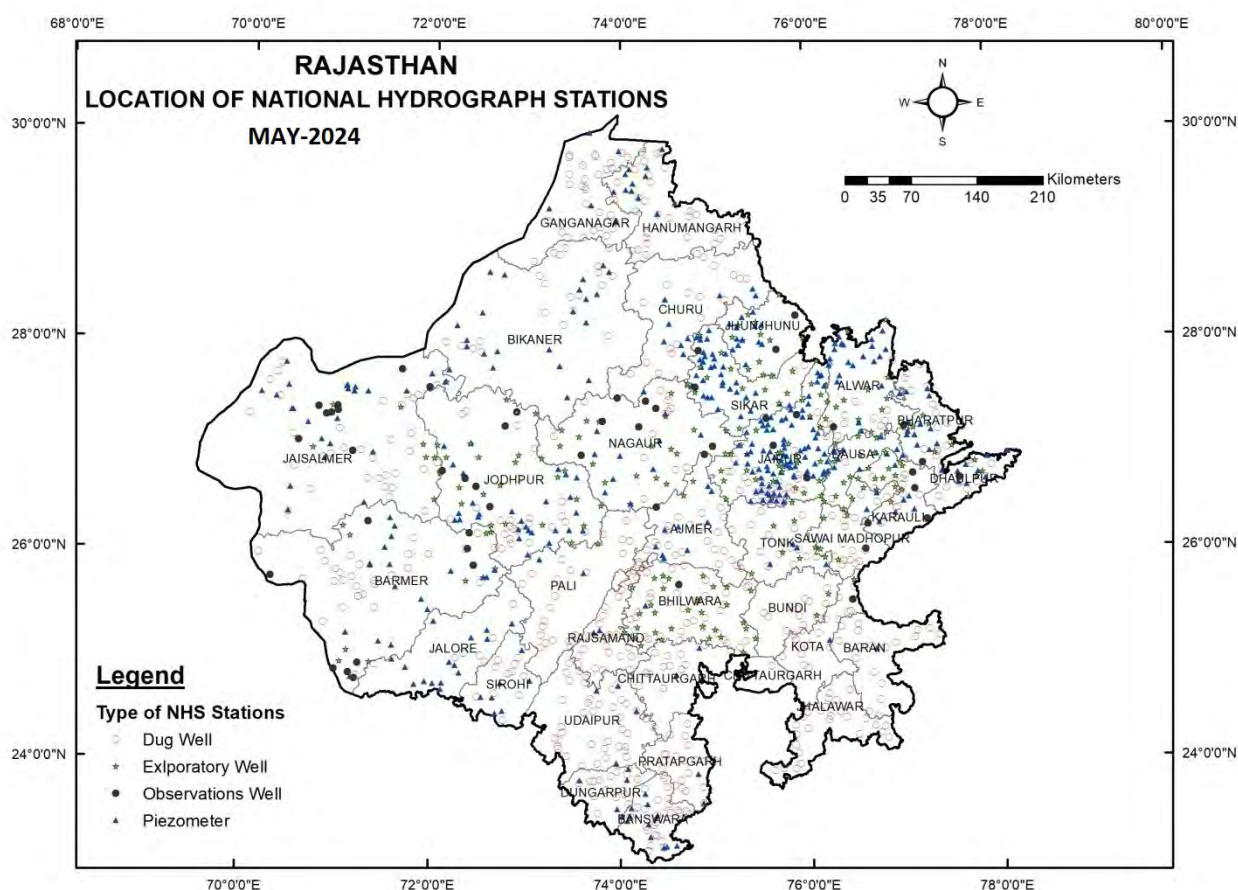 68°0'0"E 70°0'0"E 72°0'0"E 74°0'0"E 76°0'0"E 78°0'0"E 80°0'0"E
RAJASTHAN
LOCATION OF NATIONAL HYDROGRAPH STATIONS
MAY-2024
N
W E
S
Kilometers
0 35 70 140 210
30°0'0"N 30°0'0"N
GANGANAGAR
HANUMANGARH
CHURU
28°0'0"N 28°0'0"N
JHUNJHUNU
BIKANER
ALWAR
SIKAR
BHARATPUR
NAGAUR
JAISALMER
JAIPUR
DAUSA
JODHPUR
DHAULPUR
KARAULI
AJMER
26°0'0"N 26°0'0"N
TONK
SAWAI MADHOPUR
BARMER
PALI
BHILWARA
BUNDI
RAJSAMAND
JALORE
KOTA
BARAN
SIROHI
CHITTAURGARH
CHITTAURGARH
HALAWAR
UDAIPUR
24°0'0"N 24°0'0"N
PRATAPGARH
DUNGARPUR
BANSWARA
Legend
Type of NHS Stations
Dug Well
Exlporatory Well
Observations Well
Piezometer
70°0'0"E 72°0'0"E 74°0'0"E 76°0'0"E 78°0'0"E